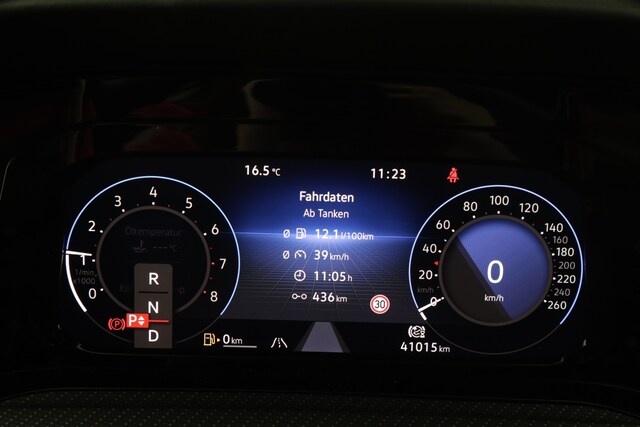 16.5 °C
11:23
Fahrdaten
Ab Tanken
Ø 12.1 l/100km
Ø 39 km/h
11:05 h
436 km
30
Öltemperatur
---°C
0 1 2 3 4 5 6 7 8
1/min x1000
R
N
D
P
(P)
0 km
0 20 40 60 80 100 120 140 160 180 200 220 240 260
km/h
0
km/h
41015 km